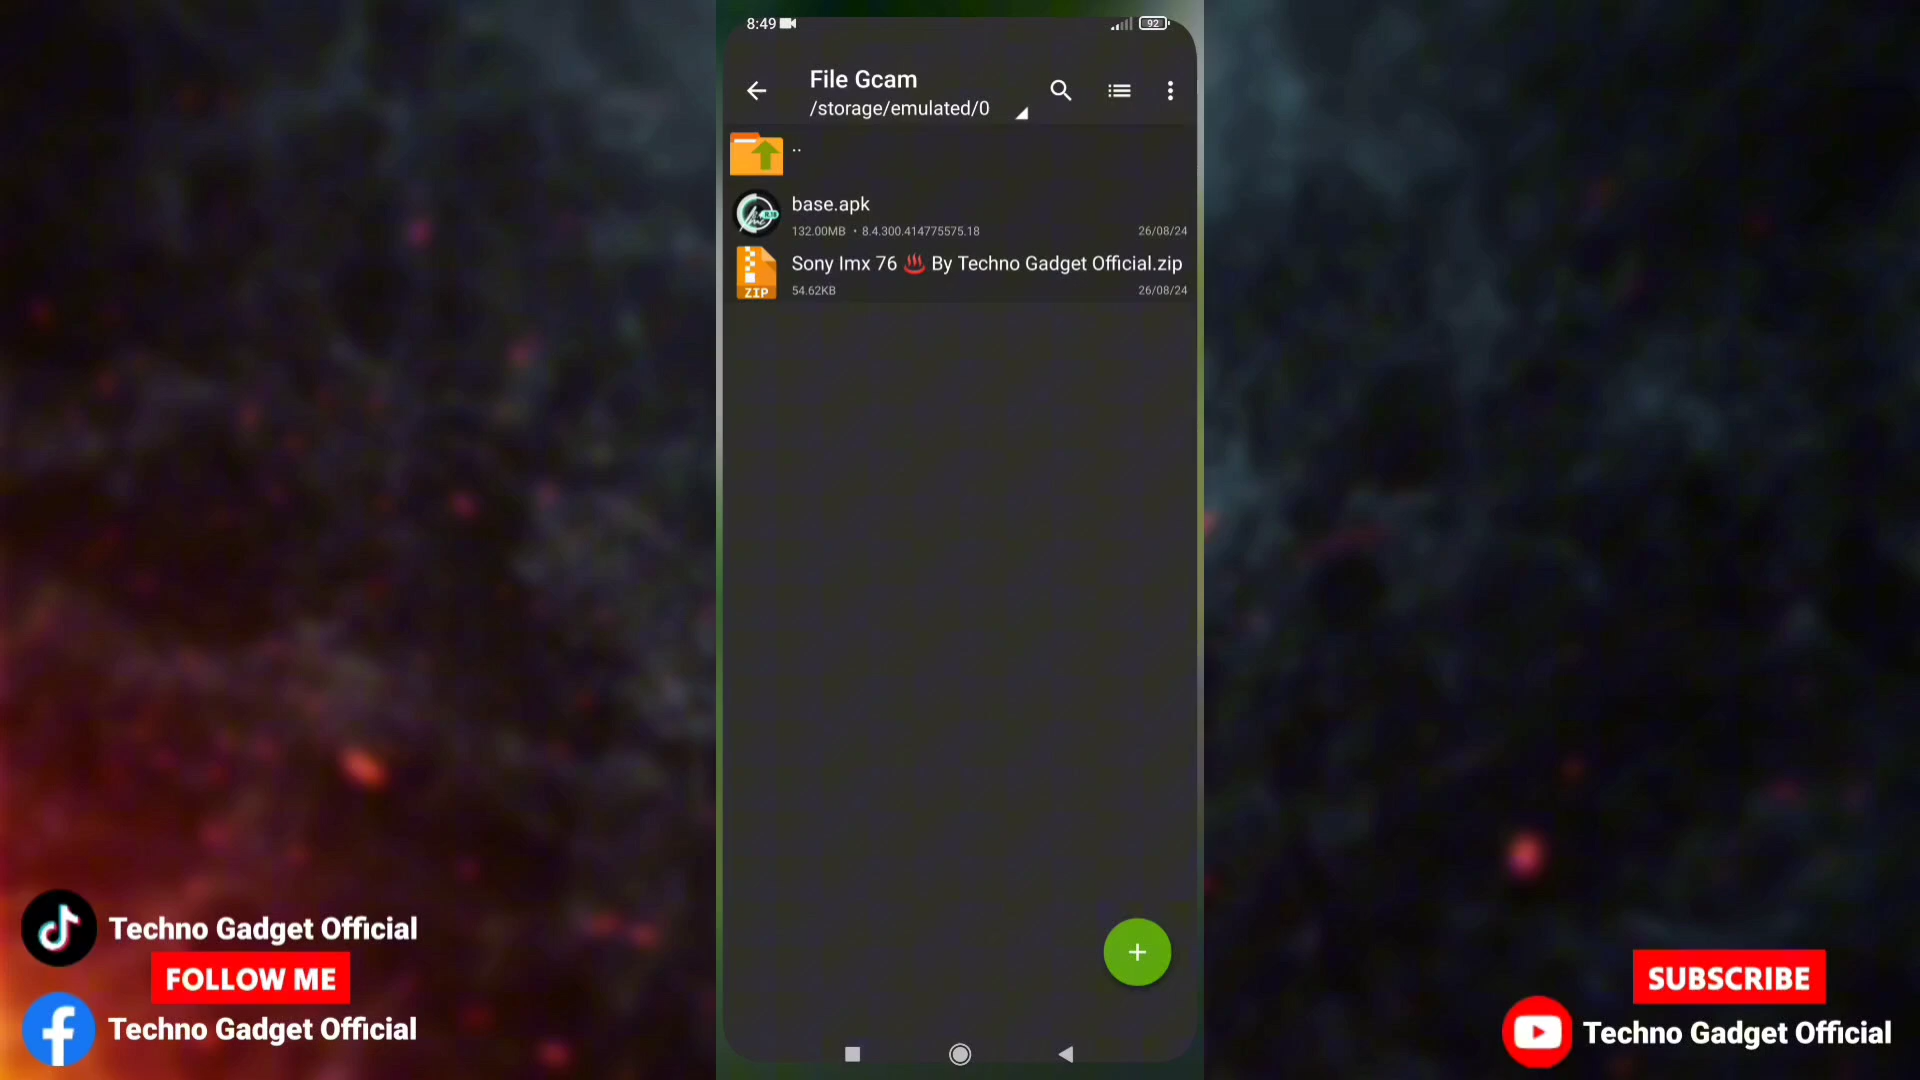 8:49
92
File Gcam
/storage/emulated/0
..
base.apk
132.00MB • 8.4.300.414775575.18
26/08/24
Sony Imx 76 ♨️ By Techno Gadget Official.zip
ZIP
54.62KB
26/08/24
Techno Gadget Official
FOLLOW ME
Techno Gadget Official
SUBSCRIBE
Techno Gadget Official